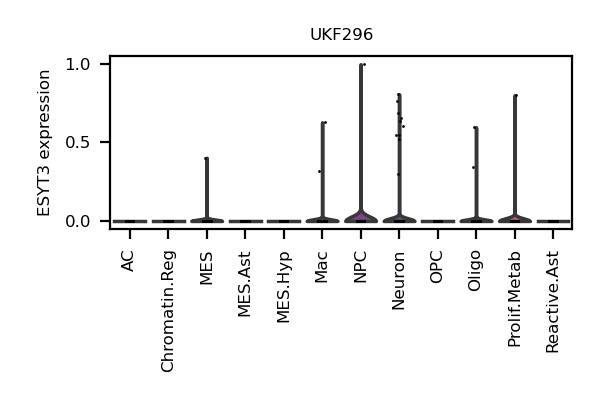 UKF296
ESYT3 expression
1.0
0.5
0.0
AC
Chromatin.Reg
MES
MES.Ast
MES.Hyp
Mac
NPC
Neuron
OPC
Oligo
Prolif.Metab
Reactive.Ast